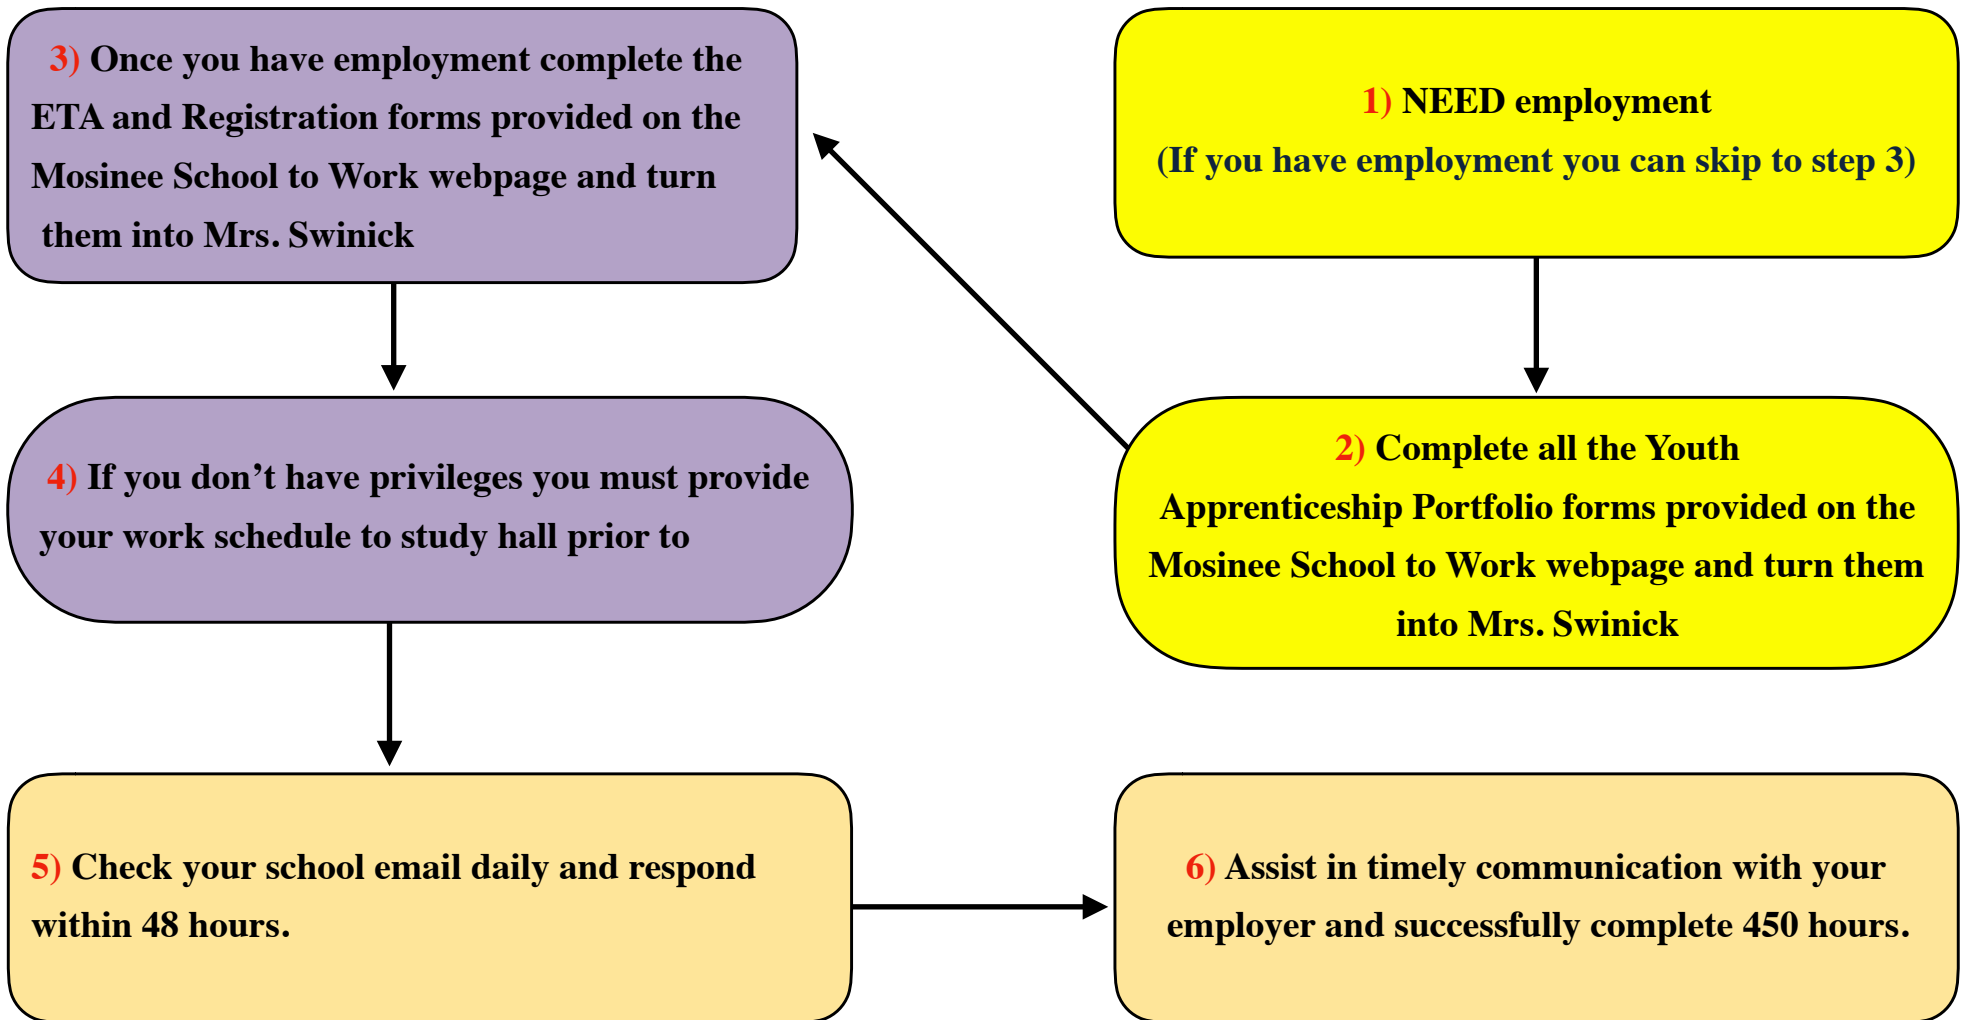 1) NEED employment
(If you have employment you can skip to step 3)
2) Complete all the Youth
Apprenticeship Portfolio forms provided on the
Mosinee School to Work webpage and turn them
into Mrs. Swinick
3) Once you have employment complete the
ETA and Registration forms provided on the
Mosinee School to Work webpage and turn
them into Mrs. Swinick
4) If you don’t have privileges you must provide
your work schedule to study hall prior to
5) Check your school email daily and respond
within 48 hours.
6) Assist in timely communication with your
employer and successfully complete 450 hours.